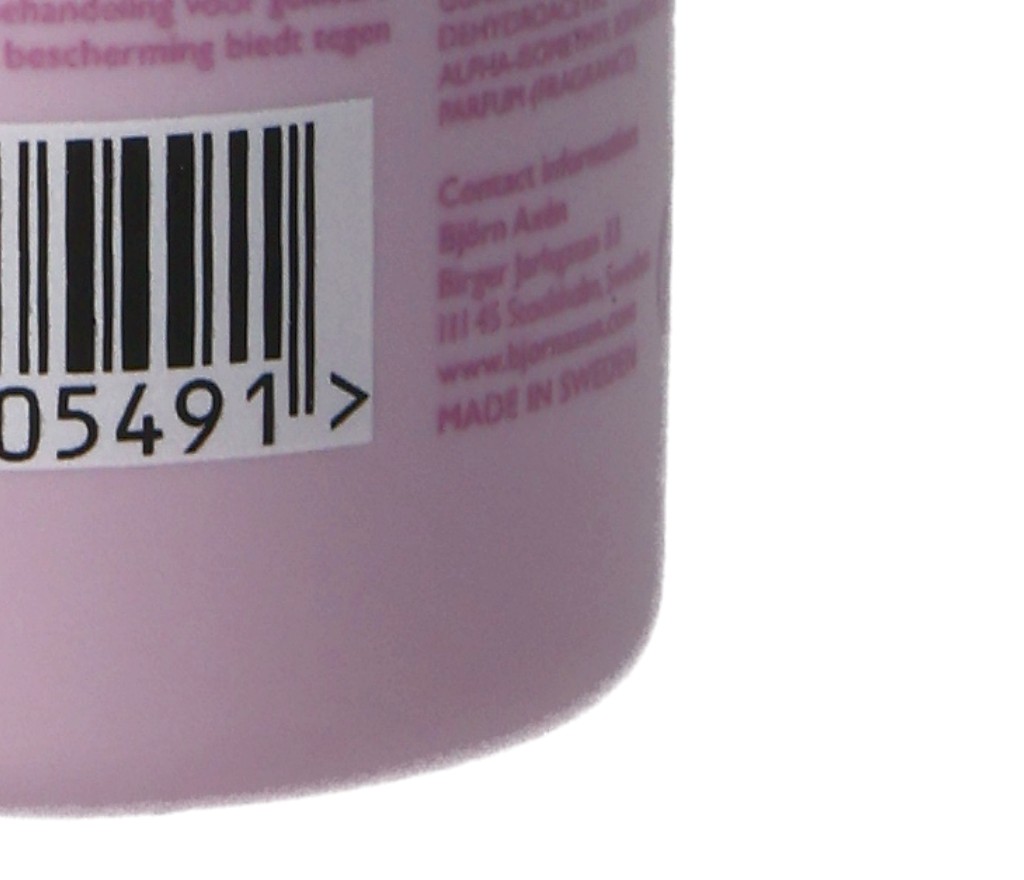 behandeling voor
bescherming biedt tegen
05491>
DEHYDROACETIC
ALPHA-ISOMETHYL
PARFUM (FRAGRANCE)
Contact information
Björn Axén
Birger Jarlsgatan 11
111 45 Stockholm, Sweden
www.bjornaxen.com
MADE IN SWEDEN